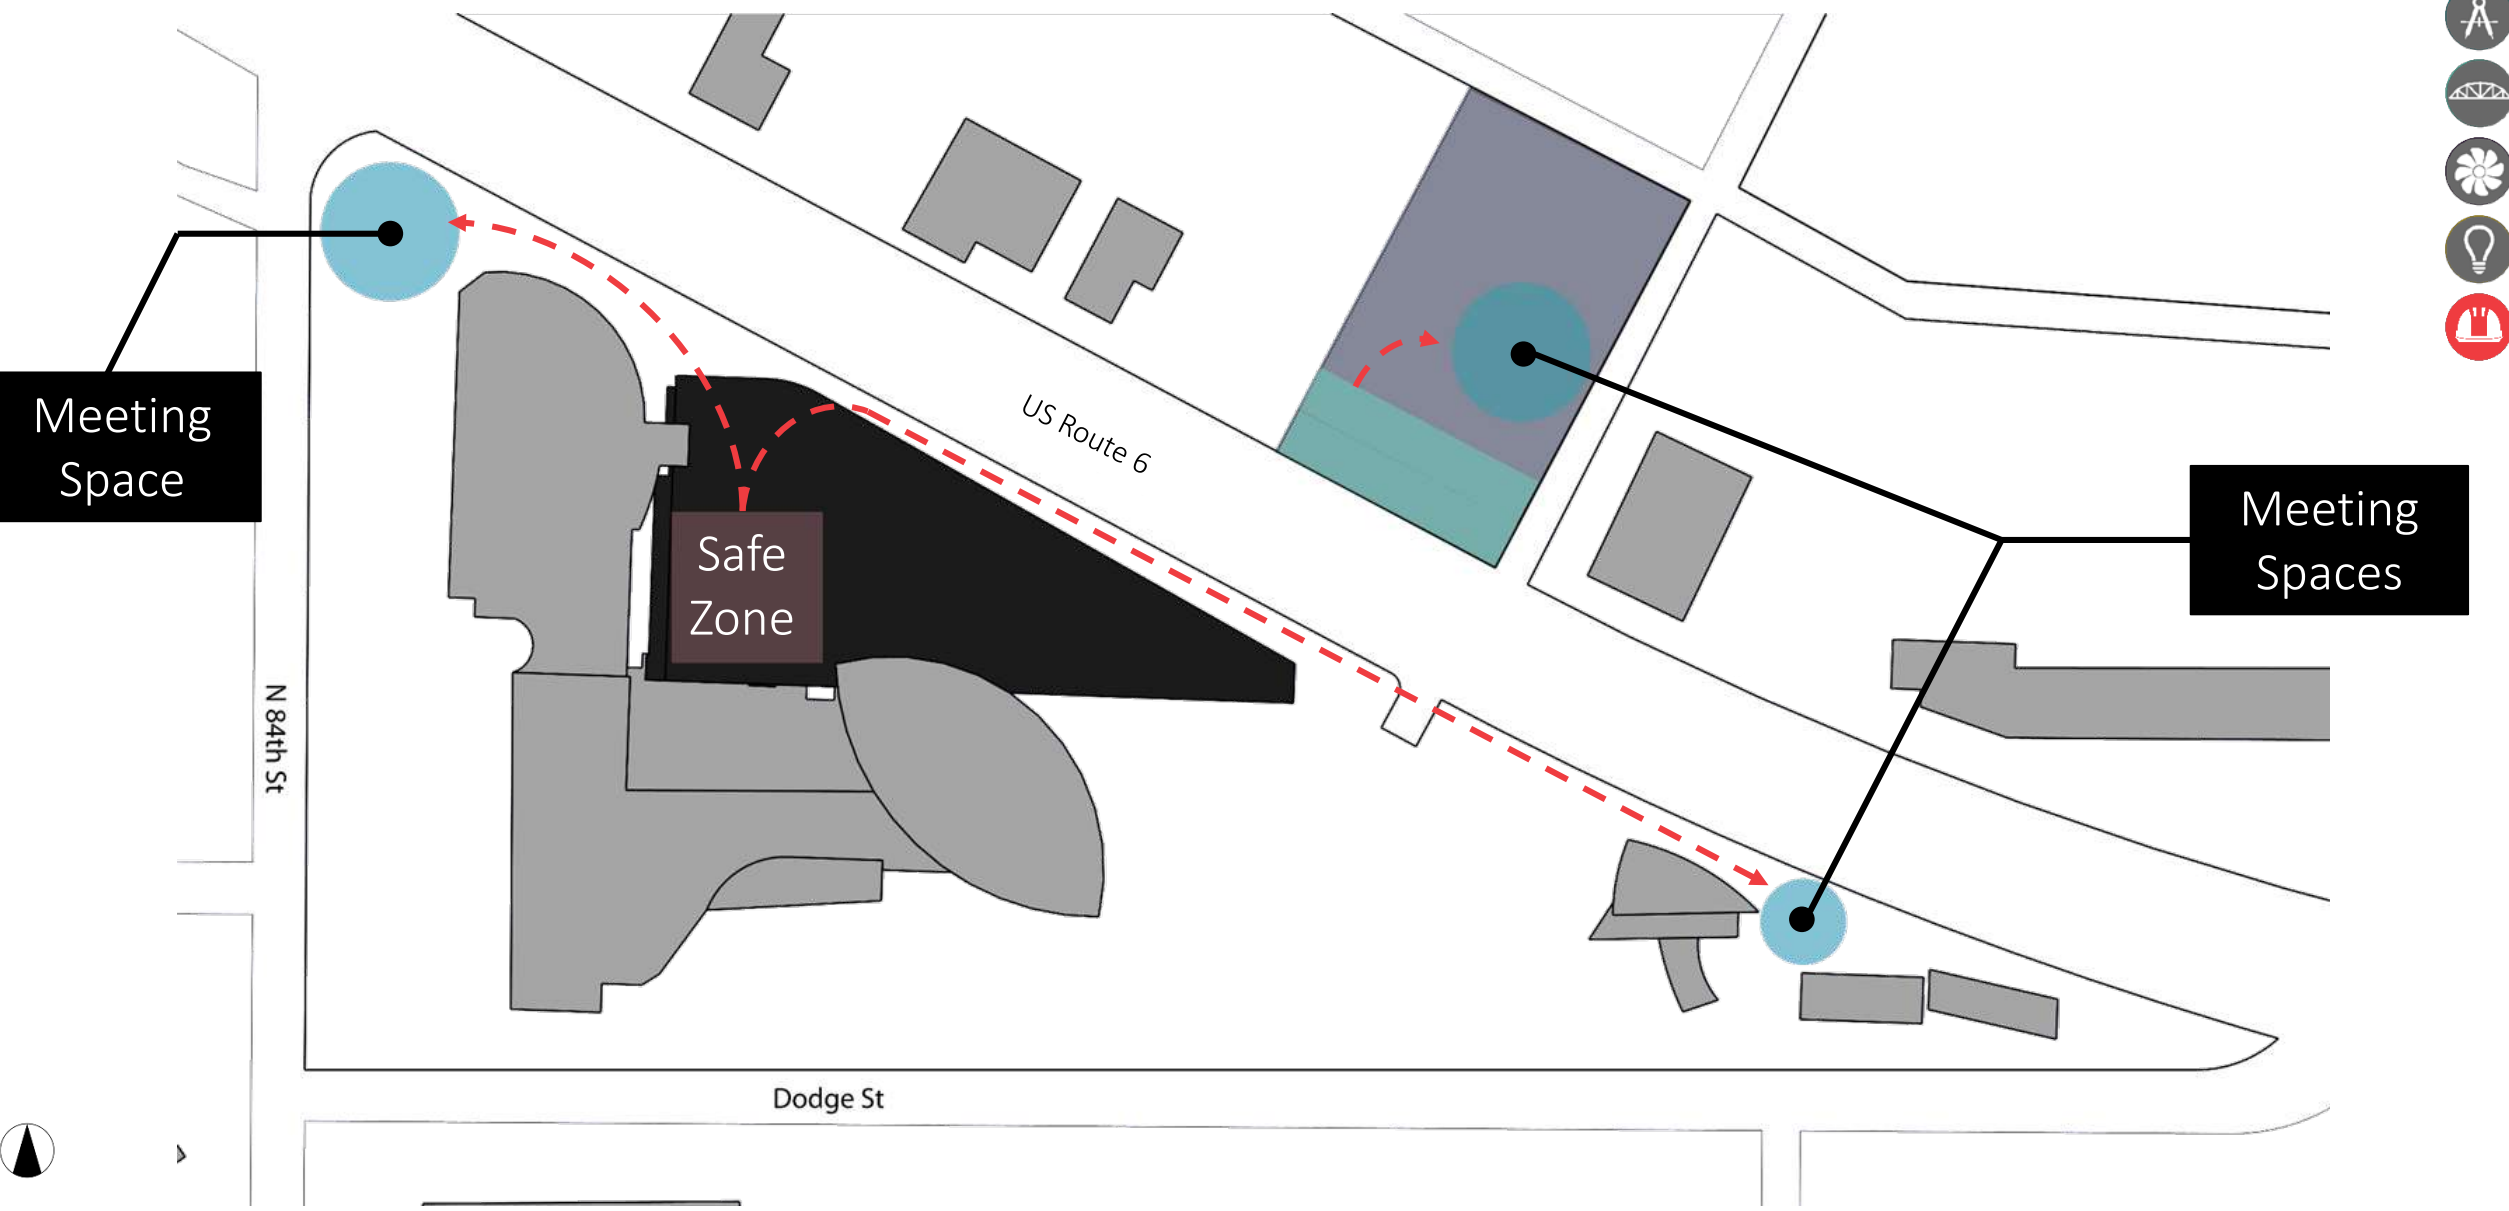 Meeting
Space
US Route 6
Meeting
Spaces
Safe
Zone
N 84th St
Dodge St